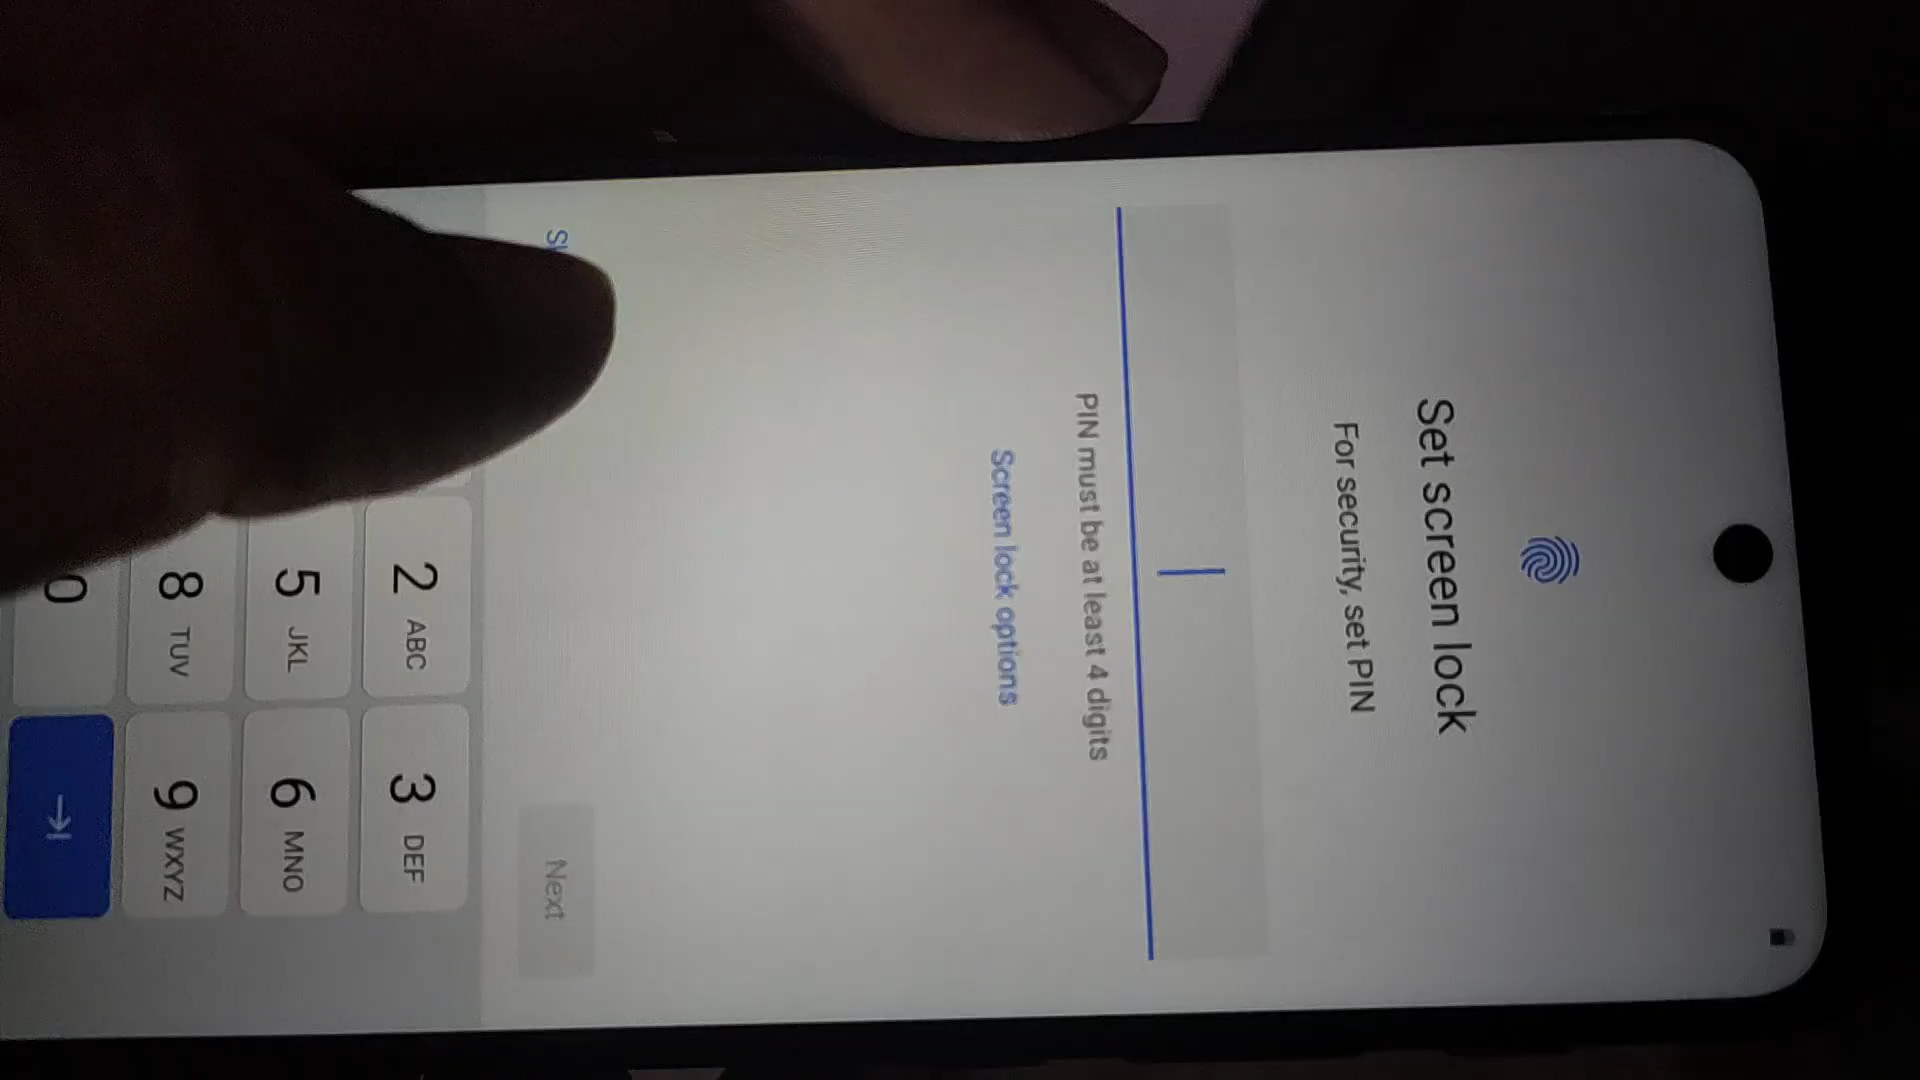 Set screen lock
For security, set PIN
PIN must be at least 4 digits
Screen lock options
Next
2 ABC
3 DEF
5 JKL
6 MNO
8 TUV
9 WXYZ
0